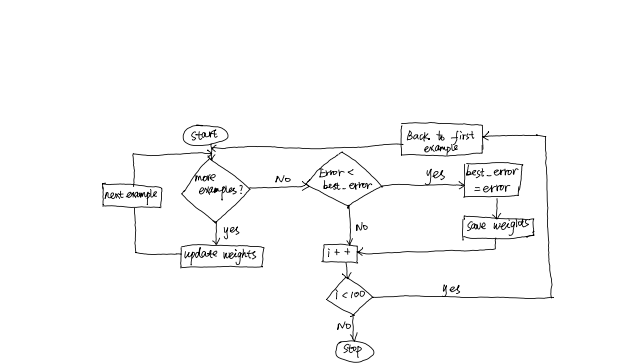 Start
Back to first
example
more
examples?
No
Error <
best_error
yes
best_error
= error
next example
yes
No
save weights
update weights
i + +
i < 100
yes
No
Stop